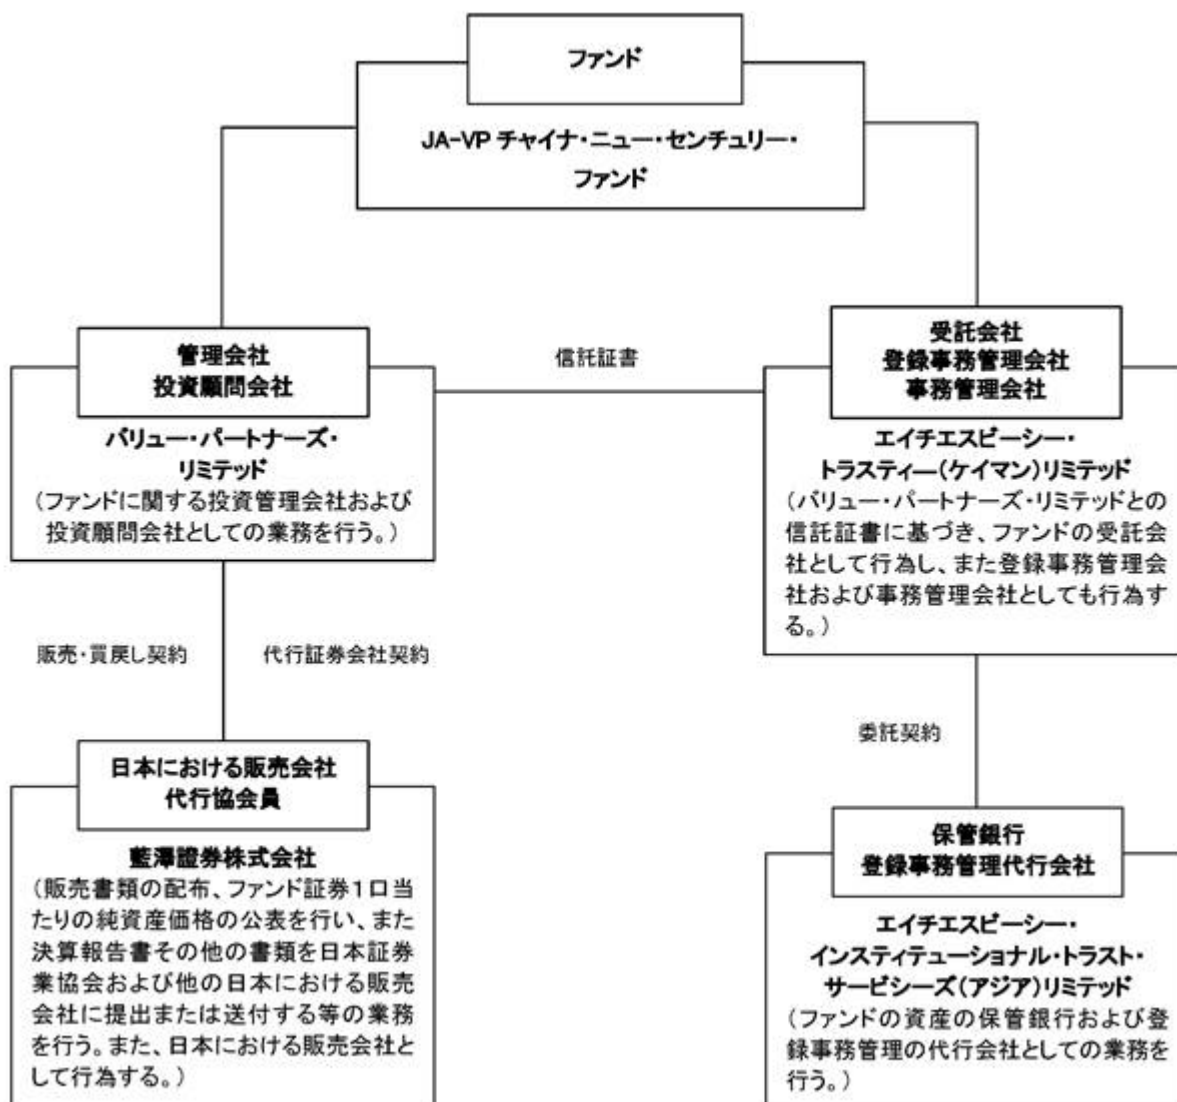 ファンド
JA-VP チャイナ・ニュー・センチュリー・
ファンド
管理会社
投資顧問会社
バリュー・パートナーズ・
リミテッド
(ファンドに関する投資管理会社および
投資顧問会社としての業務を行う。)
信託証書
受託会社
登録事務管理会社
事務管理会社
エイチエスビーシー・
トラスティー(ケイマン)リミテッド
(バリュー・パートナーズ・リミテッドとの
信託証書に基づき、ファンドの受託会
社として行為し、また登録事務管理会
社および事務管理会社としても行為す
る。)
販売・買戻し契約
代行証券会社契約
委託契約
日本における販売会社
代行協会員
藍澤證券株式会社
(販売書類の配布、ファンド証券1口当
たりの純資産価格の公表を行い、また
決算報告書その他の書類を日本証券
業協会および他の日本における販売
会社に提出または送付する等の業務
を行う。また、日本における販売会社と
して行為する。)
保管銀行
登録事務管理代行会社
エイチエスビーシー・
インスティテューショナル・トラスト・
サービシーズ(アジア)リミテッド
(ファンドの資産の保管銀行および登
録事務管理の代行会社としての業務を
行う。)